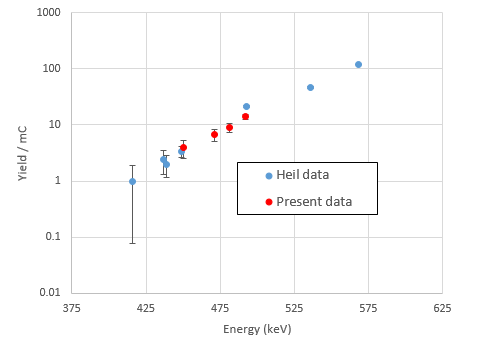 1000
100
10
1
0.1
0.01
Yield / mC
Heil data
Present data
375 425 475 525 575 625
Energy (keV)